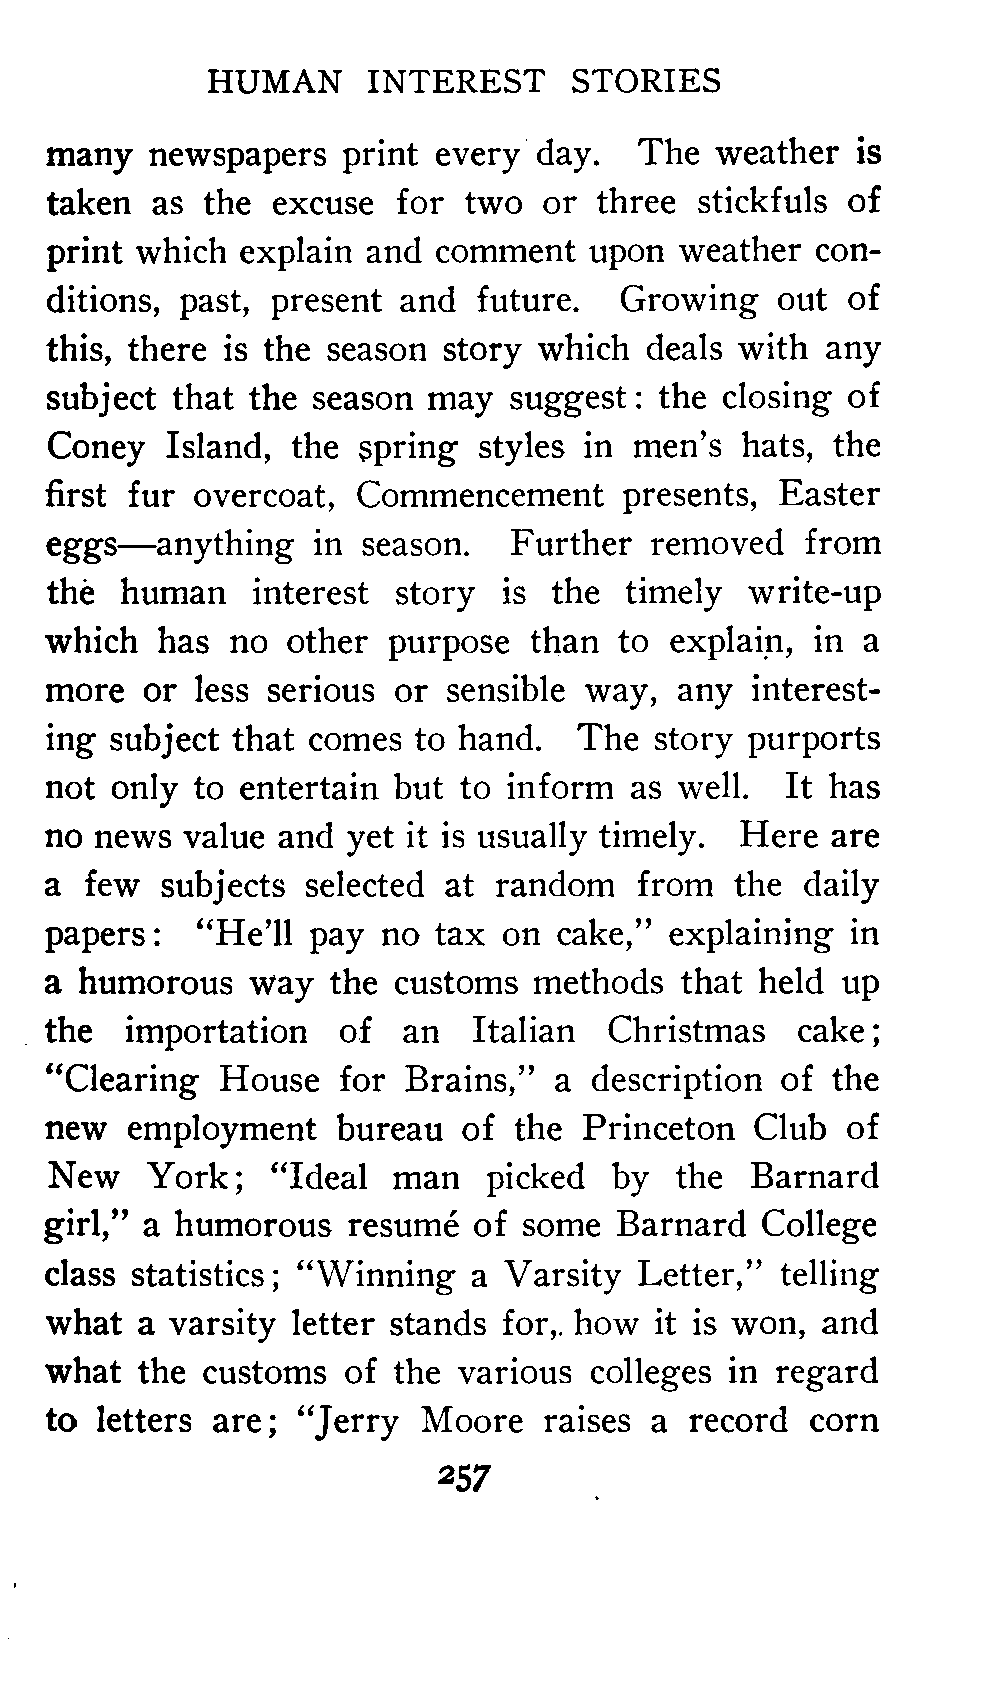 HUMAN INTEREST STORIES
many newspapers print every day. The weather is
taken as the excuse for two or three stickfuls of
print which explain and comment upon weather con-
ditions, past, present and future. Growing out of
this, there is the season story which deals with any
subject that the season may suggest: the closing of
Coney Island, the spring styles in men's hats, the
first fur overcoat, Commencement presents, Easter
eggs—anything in season. Further removed from
the human interest story is the timely write-up
which has no other purpose than to explain, in a
more or less serious or sensible way, any interest-
ing subject that comes to hand. The story purports
not only to entertain but to inform as well. It has
no news value and yet it is usually timely. Here are
a few subjects selected at random from the daily
papers: "He'll pay no tax on cake," explaining in
a humorous way the customs methods that held up
the importation of an Italian Christmas cake;
"Clearing House for Brains," a description of the
new employment bureau of the Princeton Club of
New York; "Ideal man picked by the Barnard
girl," a humorous resumé of some Barnard College
class statistics; "Winning a Varsity Letter," telling
what a varsity letter stands for, how it is won, and
what the customs of the various colleges in regard
to letters are; "Jerry Moore raises a record corn
257